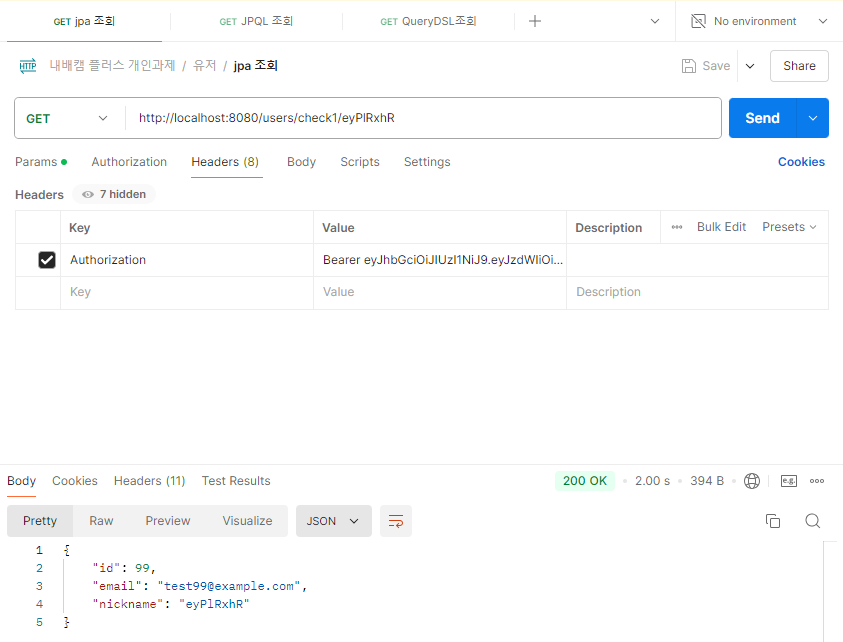 GET jpa 조회 GET JPQL 조회 GET QueryDSL조회 No environment
HTTP 내배캠 플러스 개인과제 / 유저 / jpa 조회 Save Share
GET http://localhost:8080/users/check1/eyPlRxhR Send
Params Authorization Headers (8) Body Scripts Settings Cookies
Headers 7 hidden
Key Value Description Bulk Edit Presets
Authorization Bearer eyJhbGciOiJIUzI1NiJ9.eyJzdWIiOi...
Key Value Description
Body Cookies Headers (11) Test Results 200 OK 2.00 s 394 B e.g.
Pretty Raw Preview Visualize JSON
1 {
2 "id": 99,
3 "email": "test99@example.com",
4 "nickname": "eyPlRxhR"
5 }